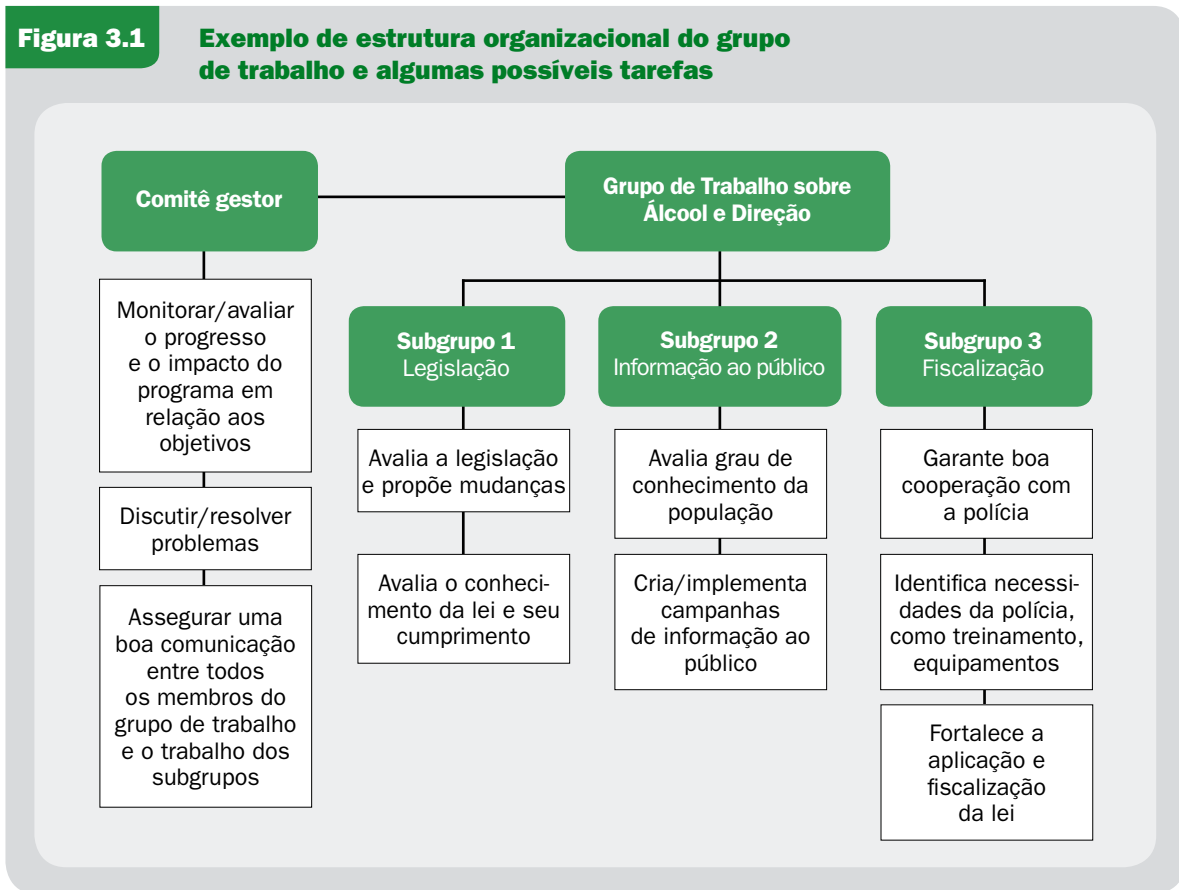 Figura 3.1
Exemplo de estrutura organizacional do grupo
de trabalho e algumas possíveis tarefas
Comitê gestor
Grupo de Trabalho sobre
Álcool e Direção
Monitorar/avaliar
o progresso
e o impacto do
programa em
relação aos
objetivos
Discutir/resolver
problemas
Assegurar uma
boa comunicação
entre todos
os membros do
grupo de trabalho
e o trabalho dos
subgrupos
Subgrupo 1
Legislação
Avalia a legislação
e propõe mudanças
Avalia o conheci-
mento da lei e seu
cumprimento
Subgrupo 2
Informação ao público
Avalia grau de
conhecimento da
população
Cria/implementa
campanhas
de informação ao
público
Subgrupo 3
Fiscalização
Garante boa
cooperação com
a polícia
Identifica necessi-
dades da polícia,
como treinamento,
equipamentos
Fortalece a
aplicação e
fiscalização
da lei